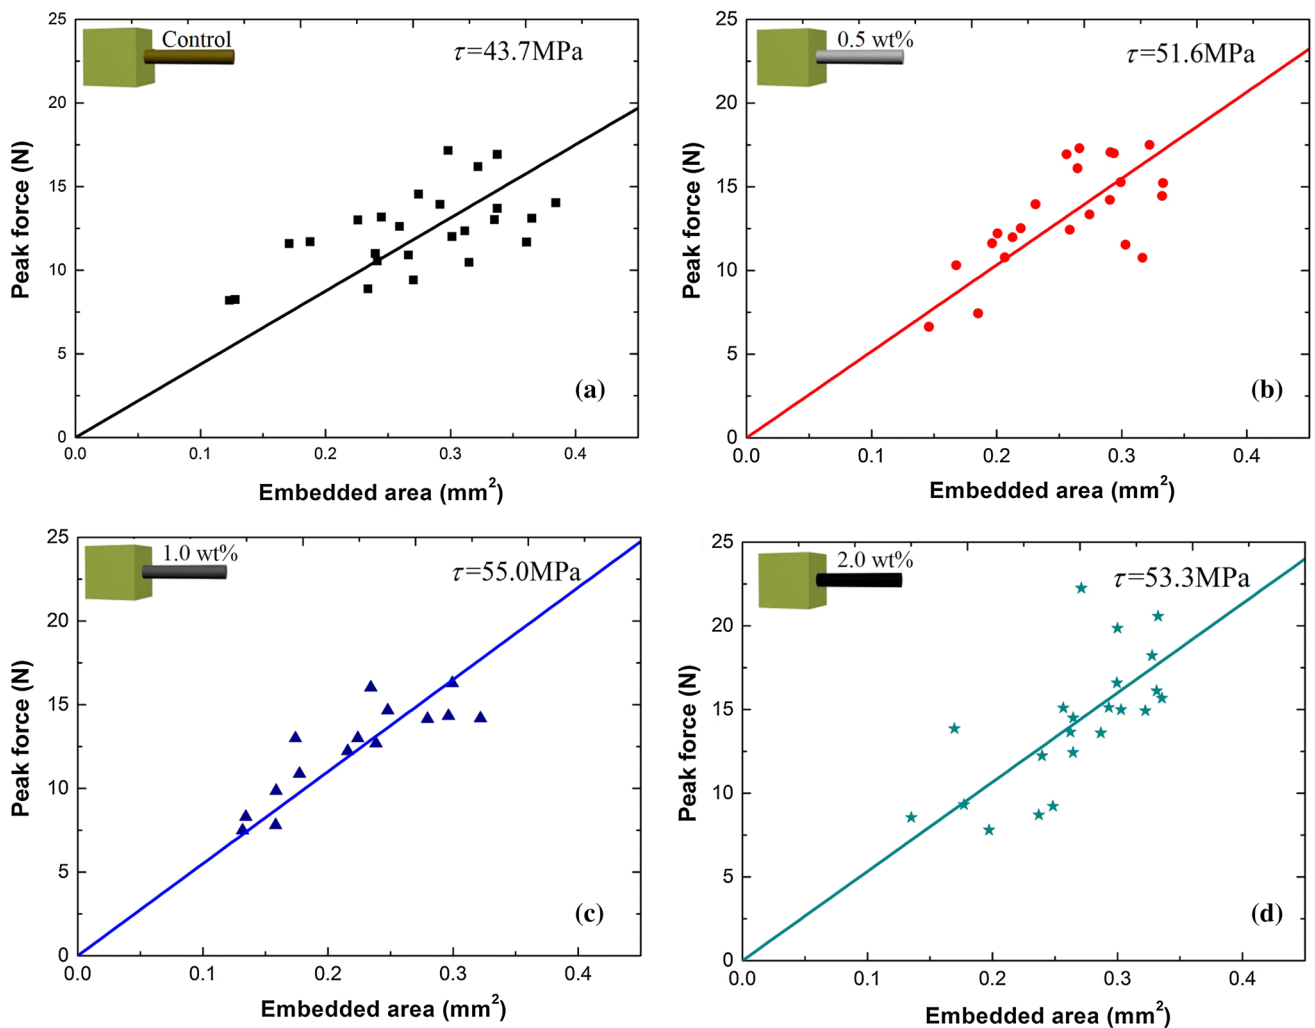 Control
τ=43.7MPa
25
20
15
10
5
0
Peak force (N)
(a)
0.0 0.1 0.2 0.3 0.4
Embedded area (mm²)
0.5 wt%
τ=51.6MPa
25
20
15
10
5
0
Peak force (N)
(b)
0.0 0.1 0.2 0.3 0.4
Embedded area (mm²)
1.0 wt%
τ=55.0MPa
25
20
15
10
5
0
Peak force (N)
(c)
0.0 0.1 0.2 0.3 0.4
Embedded area (mm²)
2.0 wt%
τ=53.3MPa
25
20
15
10
5
0
Peak force (N)
(d)
0.0 0.1 0.2 0.3 0.4
Embedded area (mm²)